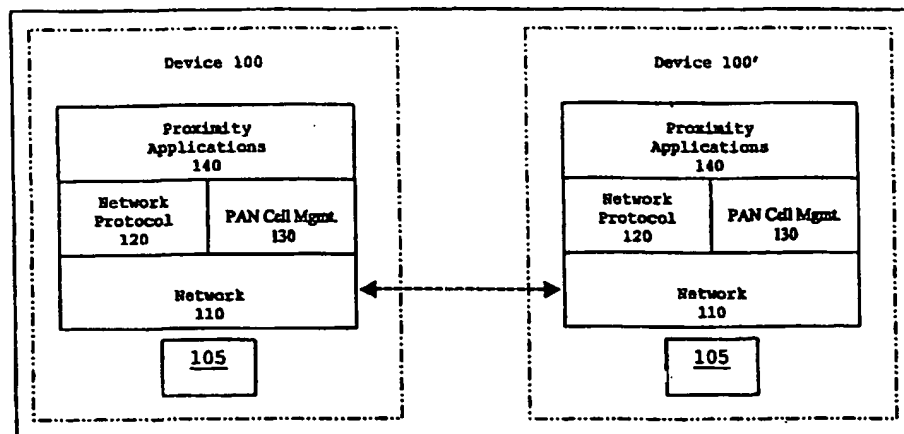 Device 100
Proximity
Applications
140
Network
Protocol
120
PAN Cell Mgmt.
130
Network
110
105
Device 100'
Proximity
Applications
140
Network
Protocol
120
PAN Cell Mgmt.
130
Network
110
105